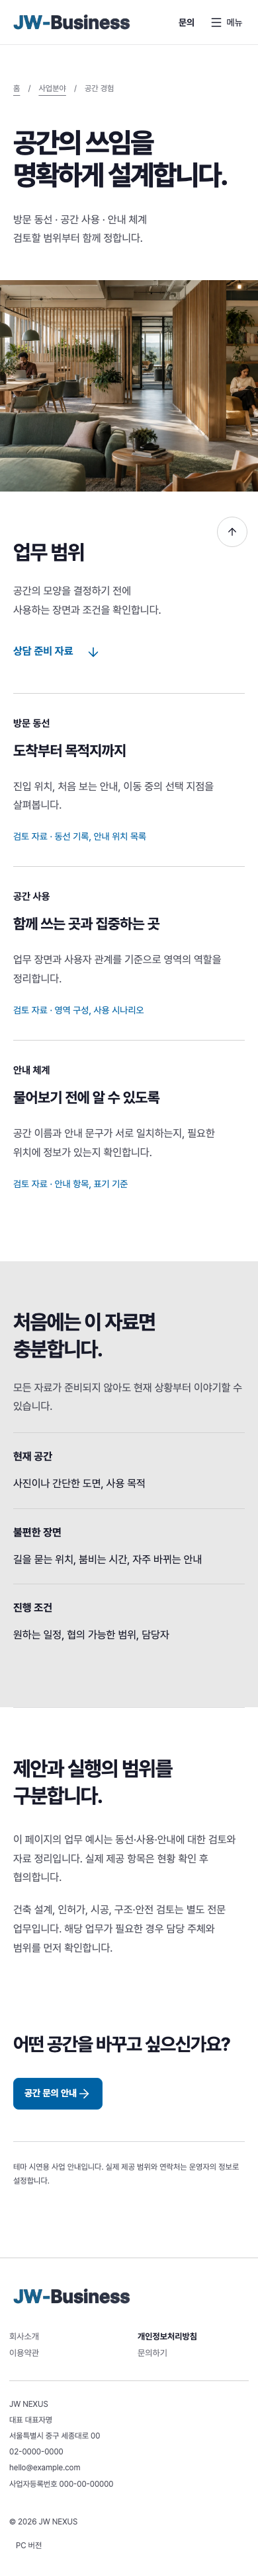 JW-Business
문의
메뉴
홈 / 사업분야 / 공간 경험
공간의 쓰임을
명확하게 설계합니다.
방문 동선 · 공간 사용 · 안내 체계
검토할 범위부터 함께 정합니다.
업무 범위
공간의 모양을 결정하기 전에
사용하는 장면과 조건을 확인합니다.
상담 준비 자료
방문 동선
도착부터 목적지까지
진입 위치, 처음 보는 안내, 이동 중의 선택 지점을
살펴봅니다.
검토 자료 · 동선 기록, 안내 위치 목록
공간 사용
함께 쓰는 곳과 집중하는 곳
업무 장면과 사용자 관계를 기준으로 영역의 역할을
정리합니다.
검토 자료 · 영역 구성, 사용 시나리오
안내 체계
물어보기 전에 알 수 있도록
공간 이름과 안내 문구가 서로 일치하는지, 필요한
위치에 정보가 있는지 확인합니다.
검토 자료 · 안내 항목, 표기 기준
처음에는 이 자료면
충분합니다.
모든 자료가 준비되지 않아도 현재 상황부터 이야기할 수
있습니다.
현재 공간
사진이나 간단한 도면, 사용 목적
불편한 장면
길을 묻는 위치, 붐비는 시간, 자주 바뀌는 안내
진행 조건
원하는 일정, 협의 가능한 범위, 담당자
제안과 실행의 범위를
구분합니다.
이 페이지의 업무 예시는 동선·사용·안내에 대한 검토와
자료 정리입니다. 실제 제공 항목은 현황 확인 후
협의합니다.
건축 설계, 인허가, 시공, 구조·안전 검토는 별도 전문
업무입니다. 해당 업무가 필요한 경우 담당 주체와
범위를 먼저 확인합니다.
어떤 공간을 바꾸고 싶으신가요?
공간 문의 안내
테마 시연용 사업 안내입니다. 실제 제공 범위와 연락처는 운영자의 정보로
설정합니다.
JW-Business
회사소개
개인정보처리방침
이용약관
문의하기
JW NEXUS
대표 대표자명
서울특별시 중구 세종대로 00
02-0000-0000
hello@example.com
사업자등록번호 000-00-00000
© 2026 JW NEXUS
PC 버전